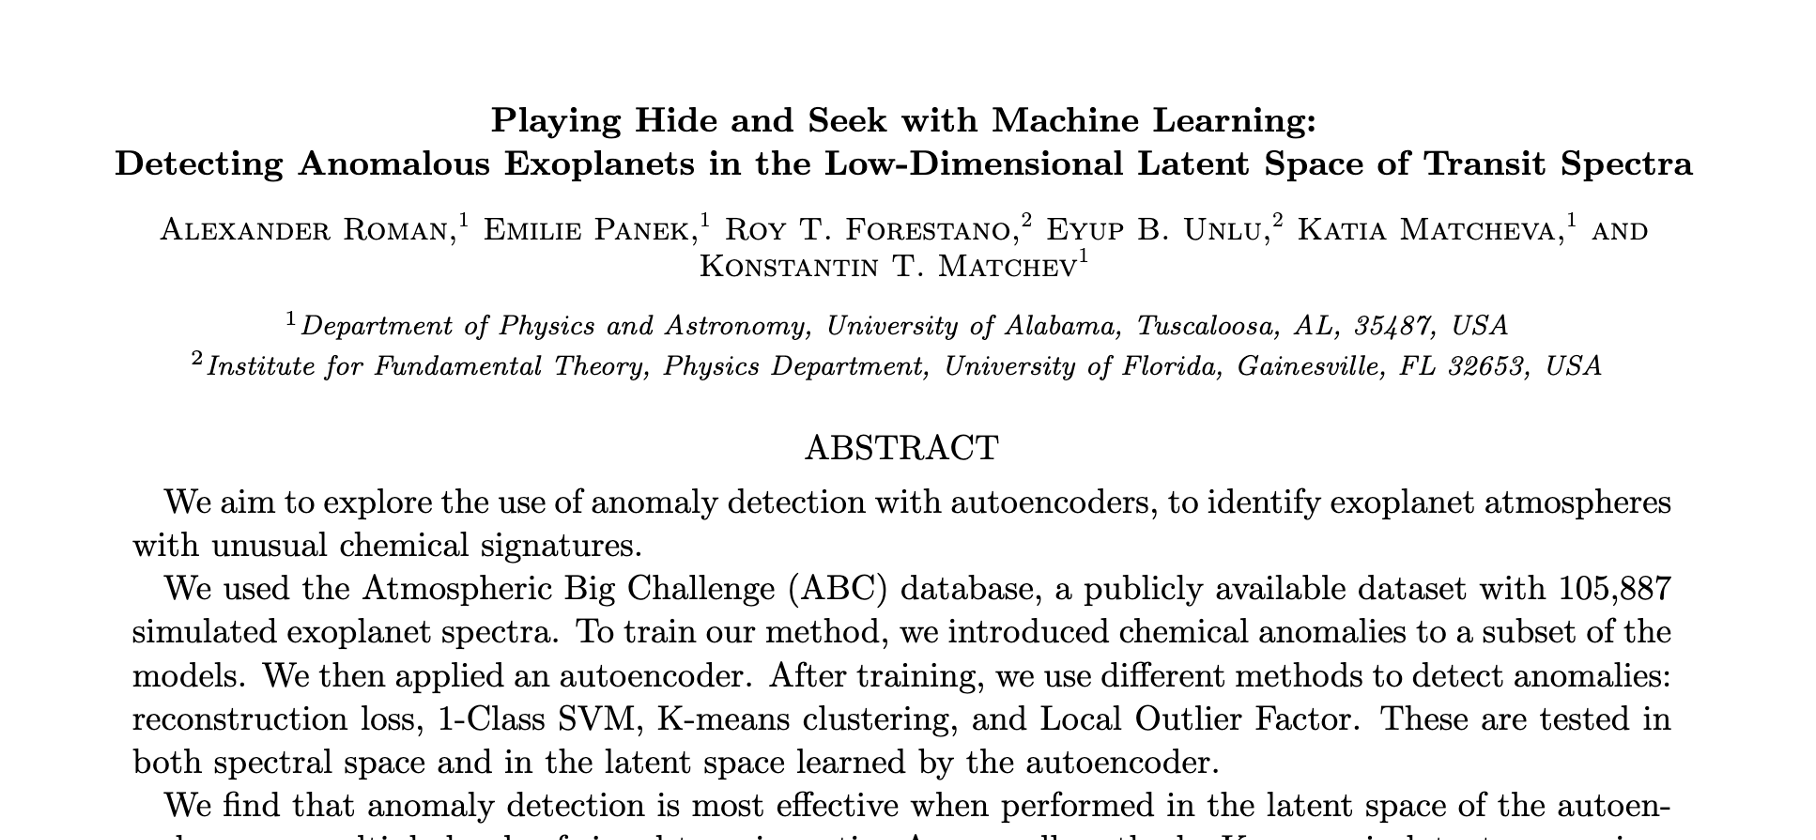 Playing Hide and Seek with Machine Learning:
Detecting Anomalous Exoplanets in the Low-Dimensional Latent Space of Transit Spectra
Alexander Roman,1 Emilie Panek,1 Roy T. Forestano,2 Eyup B. Unlu,2 Katia Matcheva,1 and
Konstantin T. Matchev1
1 Department of Physics and Astronomy, University of Alabama, Tuscaloosa, AL, 35487, USA
2 Institute for Fundamental Theory, Physics Department, University of Florida, Gainesville, FL 32653, USA
ABSTRACT
We aim to explore the use of anomaly detection with autoencoders, to identify exoplanet atmospheres
with unusual chemical signatures.
We used the Atmospheric Big Challenge (ABC) database, a publicly available dataset with 105,887
simulated exoplanet spectra. To train our method, we introduced chemical anomalies to a subset of the
models. We then applied an autoencoder. After training, we use different methods to detect anomalies:
reconstruction loss, 1-Class SVM, K-means clustering, and Local Outlier Factor. These are tested in
both spectral space and in the latent space learned by the autoencoder.
We find that anomaly detection is most effective when performed in the latent space of the autoen-